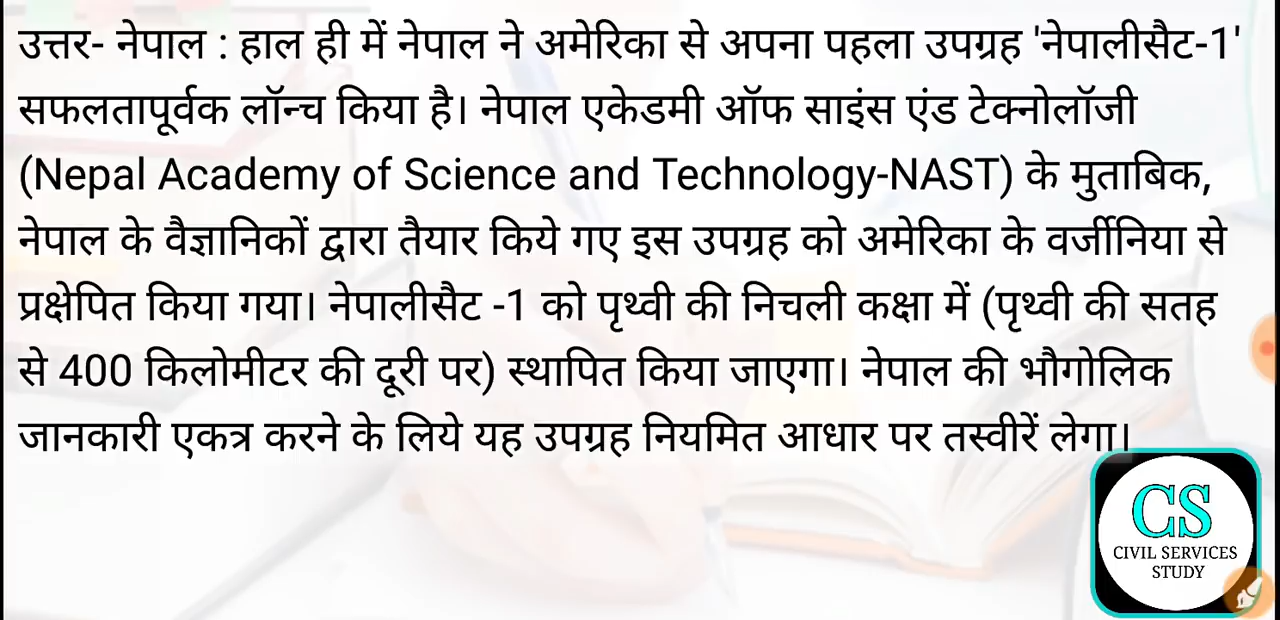 उत्तर- नेपाल : हाल ही में नेपाल ने अमेरिका से अपना पहला उपग्रह 'नेपालीसैट-1'
सफलतापूर्वक लॉन्च किया है। नेपाल एकेडमी ऑफ साइंस एंड टेक्नोलॉजी
(Nepal Academy of Science and Technology-NAST) के मुताबिक,
नेपाल के वैज्ञानिकों द्वारा तैयार किये गए इस उपग्रह को अमेरिका के वर्जीनिया से
प्रक्षेपित किया गया। नेपालीसैट -1 को पृथ्वी की निचली कक्षा में (पृथ्वी की सतह
से 400 किलोमीटर की दूरी पर) स्थापित किया जाएगा। नेपाल की भौगोलिक
जानकारी एकत्र करने के लिये यह उपग्रह नियमित आधार पर तस्वीरें लेगा।
CS
CIVIL SERVICES
STUDY